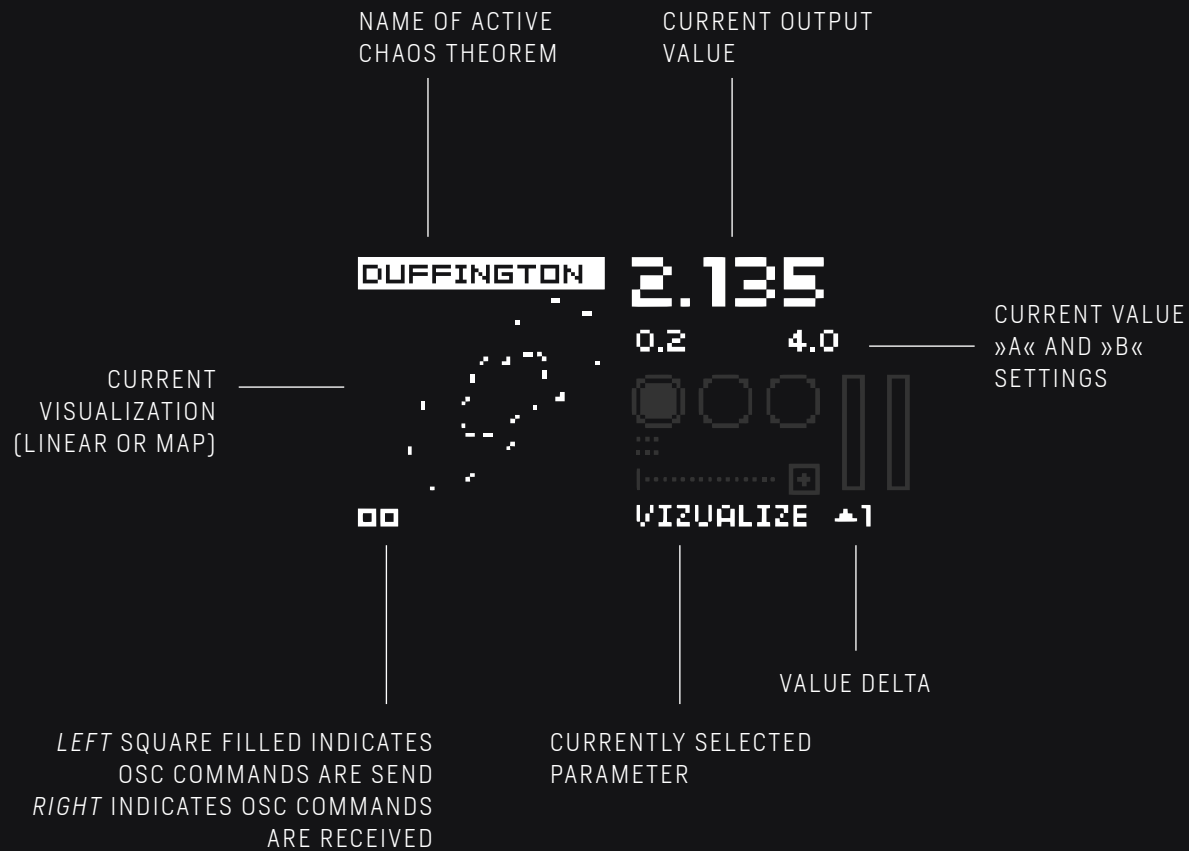 NAME OF ACTIVE
CHAOS THEOREM
CURRENT OUTPUT
VALUE
DUFFINGTON
2.135
0.2 4.0
CURRENT VALUE
»A« AND »B«
SETTINGS
CURRENT
VISUALIZATION
(LINEAR OR MAP)
VIZUALIZE ▲1
VALUE DELTA
LEFT SQUARE FILLED INDICATES
OSC COMMANDS ARE SEND
RIGHT INDICATES OSC COMMANDS
ARE RECEIVED
CURRENTLY SELECTED
PARAMETER